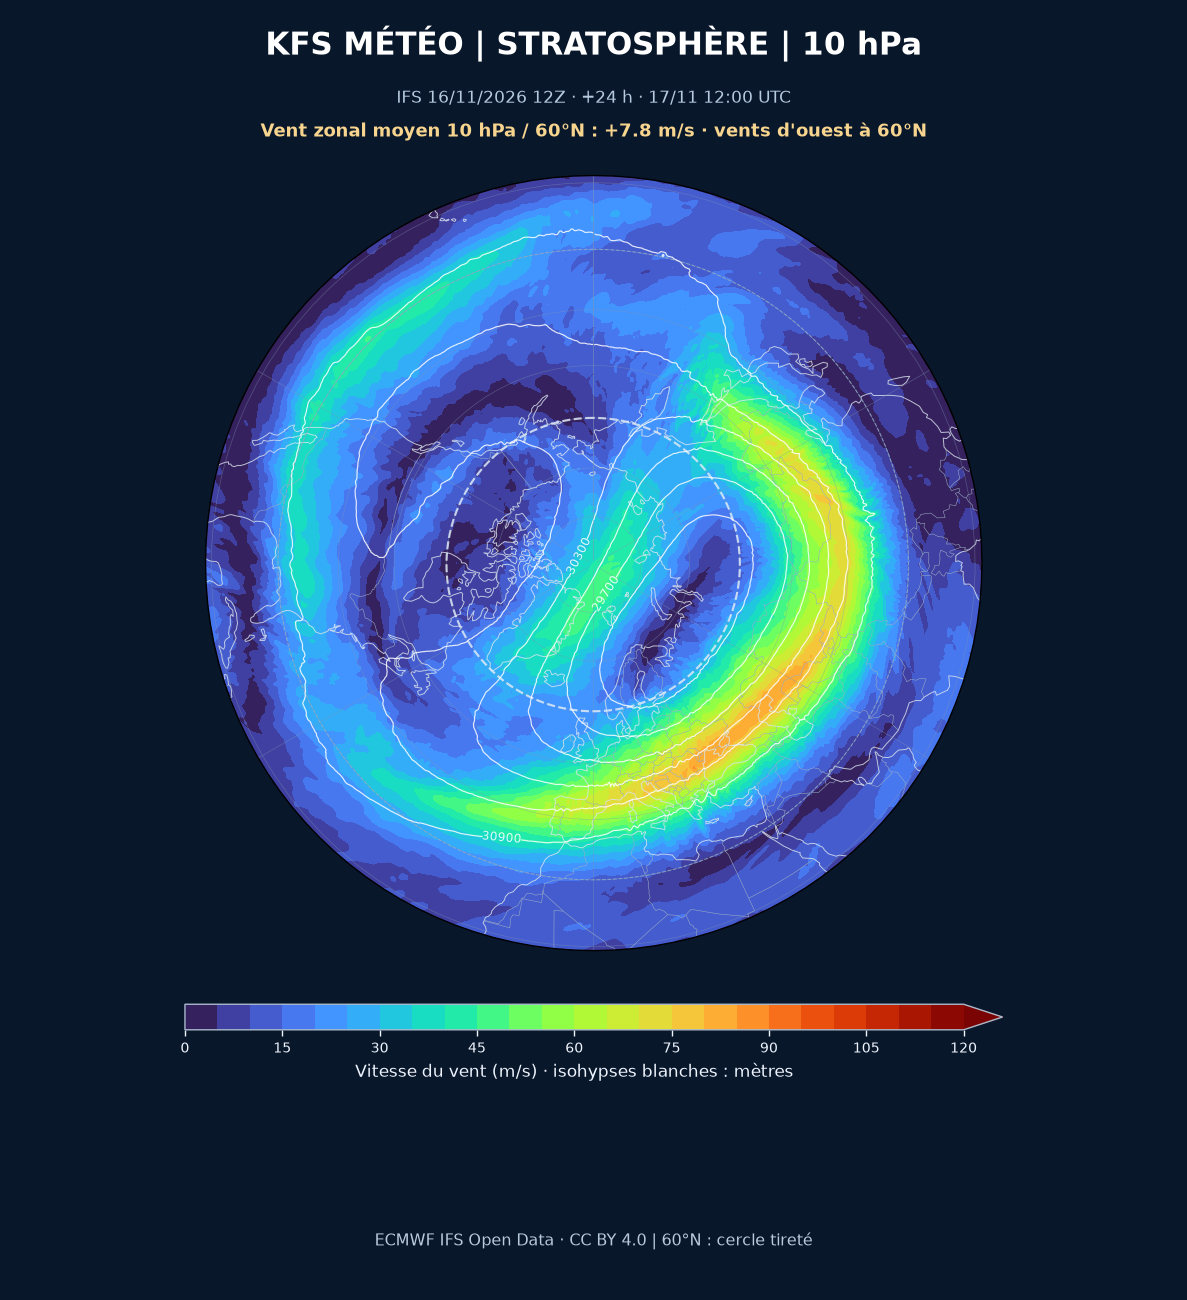 KFS MÉTÉO | STRATOSPHÈRE | 10 hPa
IFS 16/11/2026 12Z · +24 h · 17/11 12:00 UTC
Vent zonal moyen 10 hPa / 60°N : +7.8 m/s · vents d'ouest à 60°N
30300
29700
30900
0 15 30 45 60 75 90 105 120
Vitesse du vent (m/s) · isohypses blanches : mètres
ECMWF IFS Open Data · CC BY 4.0 | 60°N : cercle tireté